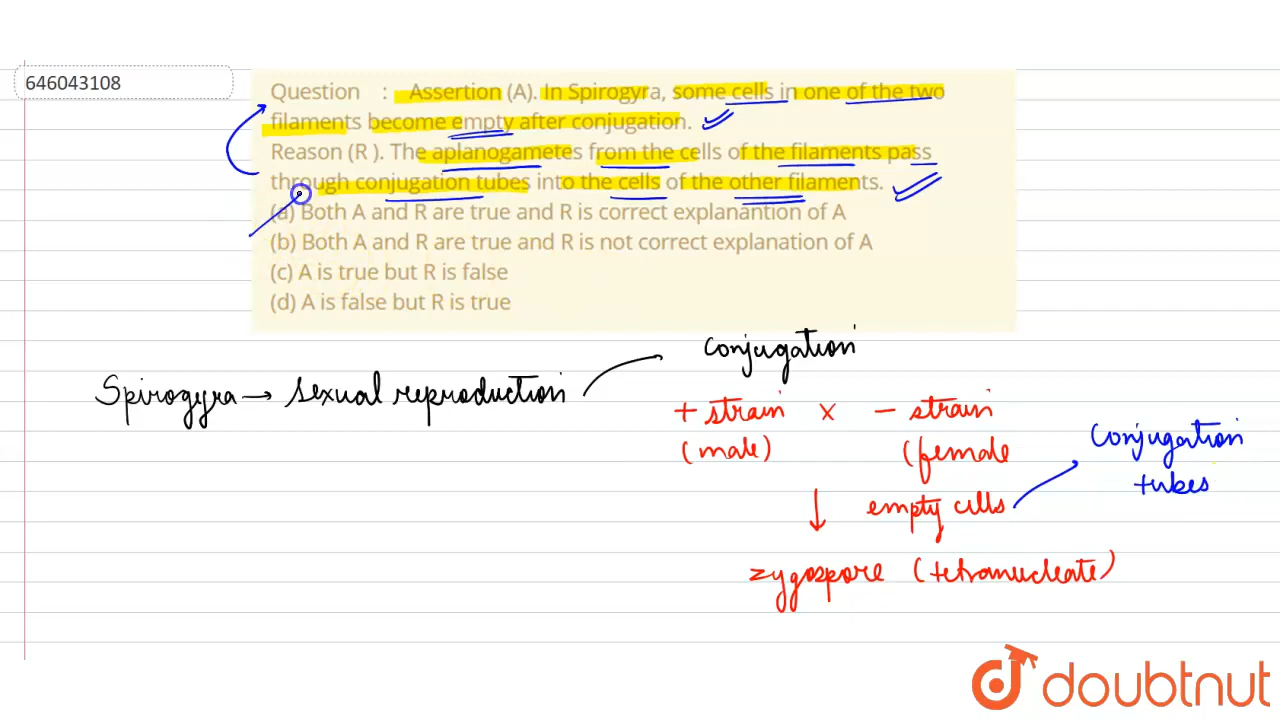 646043108
Question : Assertion (A). In Spirogyra, some cells in one of the two
filaments become empty after conjugation.
Reason (R ). The aplanogametes from the cells of the filaments pass
through conjugation tubes into the cells of the other filaments.
(a) Both A and R are true and R is correct explanantion of A
(b) Both A and R are true and R is not correct explanation of A
(c) A is true but R is false
(d) A is false but R is true
conjugation
Spirogyra → sexual reproduction
+ strain x - strain
(male) (female
conjugation
tubes
↓ empty cells
zygospore (tetranucleate)
doubtnut